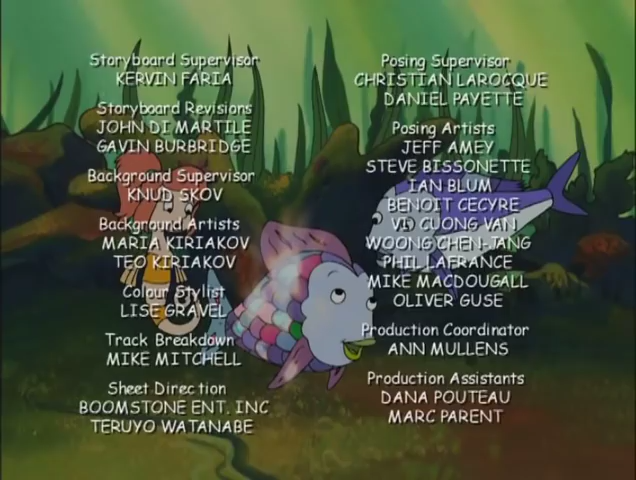 Storyboard Supervisor
KERVIN FARIA
Storyboard Revisions
JOHN DI MARTILE
GAVIN BURBRIDGE
Background Supervisor
KNUD SKOV
Background Artists
MARIA KIRIAKOV
TEO KIRIAKOV
Colour Stylist
LISE GRAVEL
Track Breakdown
MIKE MITCHELL
Sheet Direction
BOOMSTONE ENT. INC
TERUYO WATANABE
Posing Supervisor
CHRISTIAN LAROCQUE
DANIEL PAYETTE
Posing Artists
JEFF AMEY
STEVE BISSONETTE
IAN BLUM
BENOIT CECYRE
VU CUONG VAN
WOONG CHEN-JANG
PHIL LAFRANCE
MIKE MACDOUGALL
OLIVER GUSE
Production Coordinator
ANN MULLENS
Production Assistants
DANA POUTEAU
MARC PARENT